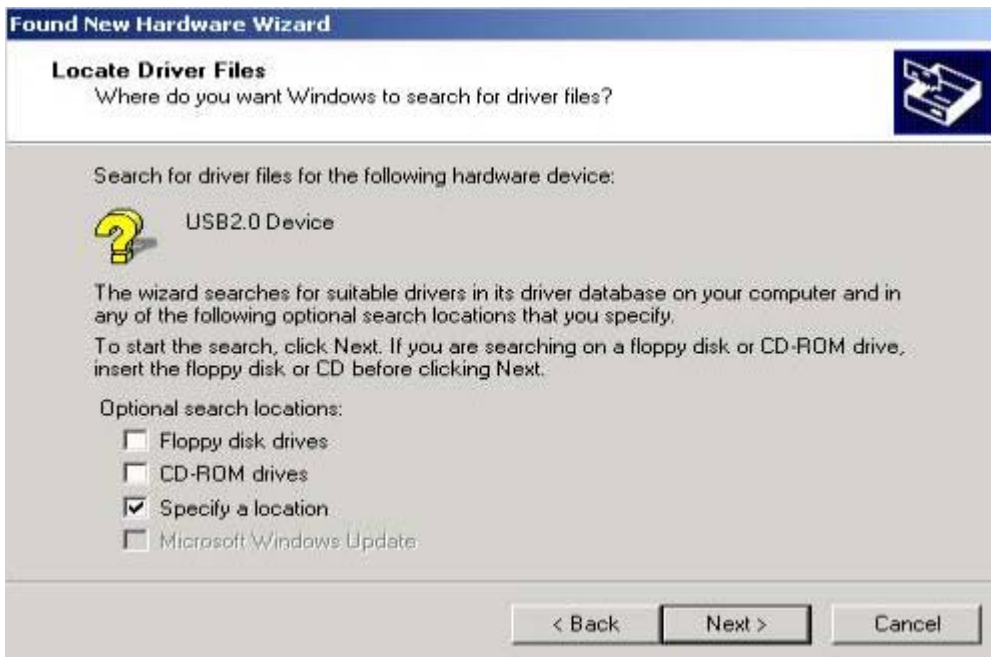 Found New Hardware Wizard
Locate Driver Files
Where do you want Windows to search for driver files?
Search for driver files for the following hardware device:
USB2.0 Device
The wizard searches for suitable drivers in its driver database on your computer and in
any of the following optional search locations that you specify.
To start the search, click Next. If you are searching on a floppy disk or CD-ROM drive,
insert the floppy disk or CD before clicking Next.
Optional search locations:
Floppy disk drives
CD-ROM drives
Specify a location
Microsoft Windows Update
< Back Next > Cancel